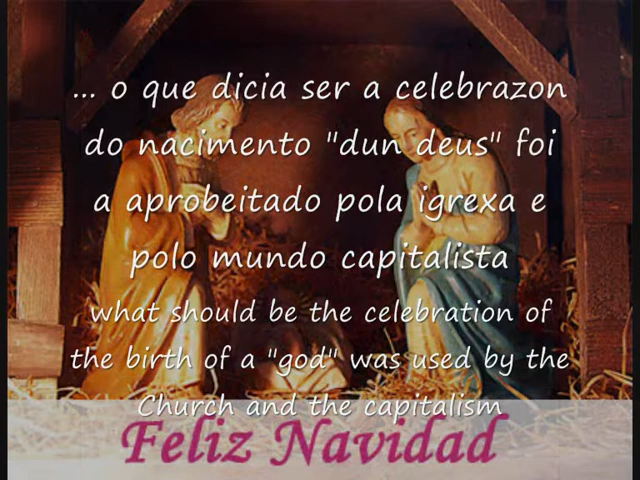 ... o que dicia ser a celebrazon
do nacimento "dun deus" foi
a aprobeitado pola igrexa e
polo mundo capitalista
what should be the celebration of
the birth of a "god" was used by the
Church and the capitalism
Feliz Navidad